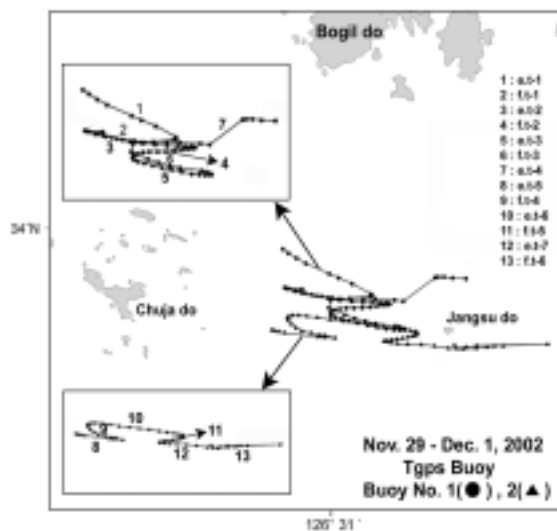 Bogil do
1 : e.t-1
2 : f.t-1
3 : e.t-2
4 : f.t-2
5 : e.t-3
6 : f.t-3
7 : e.t-4
8 : e.t-5
9 : f.t-4
10 : e.t-6
11 : f.t-5
12 : e.t-7
13 : f.t-6
1
2
7
3
4
5
34°N
Chuja do
Jangsu do
10
11
8
12
13
Nov. 29 - Dec. 1, 2002
Tgps Buoy
Buoy No. 1(●) , 2(▲)
126°31'